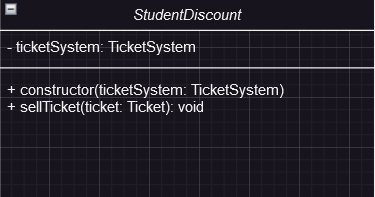 StudentDiscount
- ticketSystem: TicketSystem
+ constructor(ticketSystem: TicketSystem)
+ sellTicket(ticket: Ticket): void